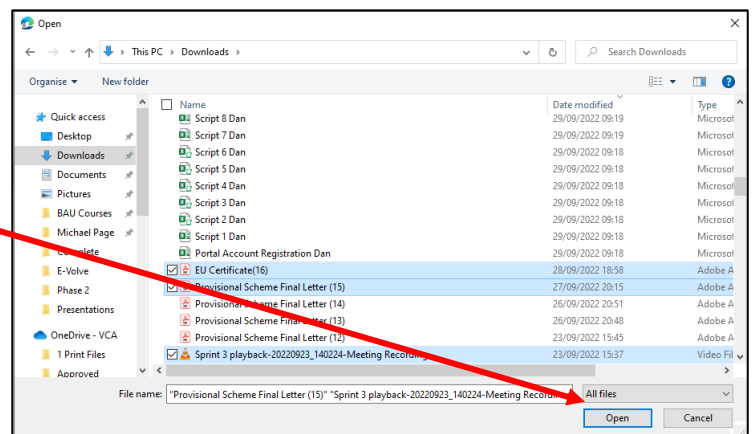 Open
This PC > Downloads >
Search Downloads
Organise New folder
Name Date modified Type
Quick access
Desktop
Downloads
Documents
Pictures
BAU Courses
Michael Page
Complete
E-Volve
Phase 2
Presentations
OneDrive - VCA
1 Print Files
Approved
Script 8 Dan 29/09/2022 09:19 Microsof
Script 7 Dan 29/09/2022 09:19 Microsof
Script 6 Dan 29/09/2022 09:18 Microsof
Script 5 Dan 29/09/2022 09:18 Microsof
Script 4 Dan 29/09/2022 09:18 Microsof
Script 3 Dan 29/09/2022 09:18 Microsof
Script 2 Dan 29/09/2022 09:18 Microsof
Script 1 Dan 29/09/2022 09:18 Microsof
Portal Account Registration Dan 29/09/2022 09:18 Microsof
EU Certificate(16) 28/09/2022 18:58 Adobe A
Provisional Scheme Final Letter (15) 27/09/2022 20:15 Adobe A
Provisional Scheme Final Letter (14) 26/09/2022 20:51 Adobe A
Provisional Scheme Final Letter (13) 26/09/2022 20:48 Adobe A
Provisional Scheme Final Letter (12) 23/09/2022 15:45 Adobe A
Sprint 3 playback-20220923_140224-Meeting Recording 23/09/2022 15:37 Video Fil
File name: "Provisional Scheme Final Letter (15)" "Sprint 3 playback-20220923_140224-Meeting Recordi All files
Open Cancel